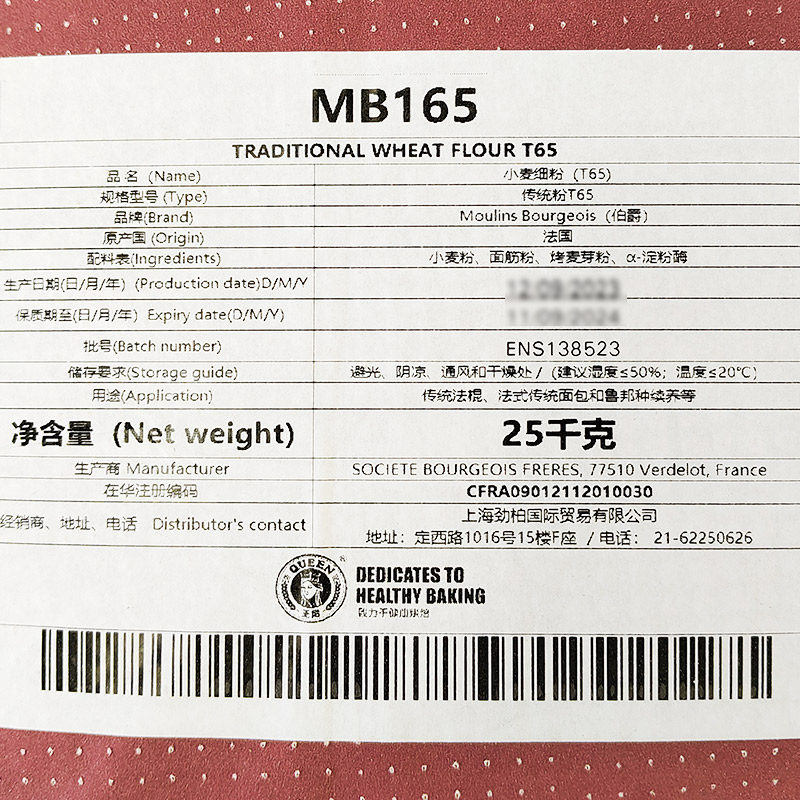 MB165
TRADITIONAL WHEAT FLOUR T65
品 名 (Name) 小麦细粉 (T65)
规格型号 (Type) 传统粉T65
品牌(Brand) Moulins Bourgeois (伯爵)
原产国 (Origin) 法国
配料表(Ingredients) 小麦粉、面筋粉、烤麦芽粉、α-淀粉酶
生产日期(日/月/年) (Production date)D/M/Y 12/09/2023
保质期至(日/月/年) Expiry date(D/M/Y) 11/09/2024
批号(Batch number) ENS138523
储存要求(Storage guide) 避光、阴凉、通风和干燥处 / (建议湿度≤50%; 温度≤20℃)
用途(Application) 传统法棍、法式传统面包和鲁邦种续养等
净含量 (Net weight) 25千克
生产商 Manufacturer SOCIETE BOURGEOIS FRERES, 77510 Verdelot, France
在华注册编码 CFRA09012112010030
经销商、地址、电话 Distributor's contact 上海劲柏国际贸易有限公司
地址: 定西路1016号15楼F座 / 电话: 21-62250626
QUEEN ®
DEDICATES TO
HEALTHY BAKING